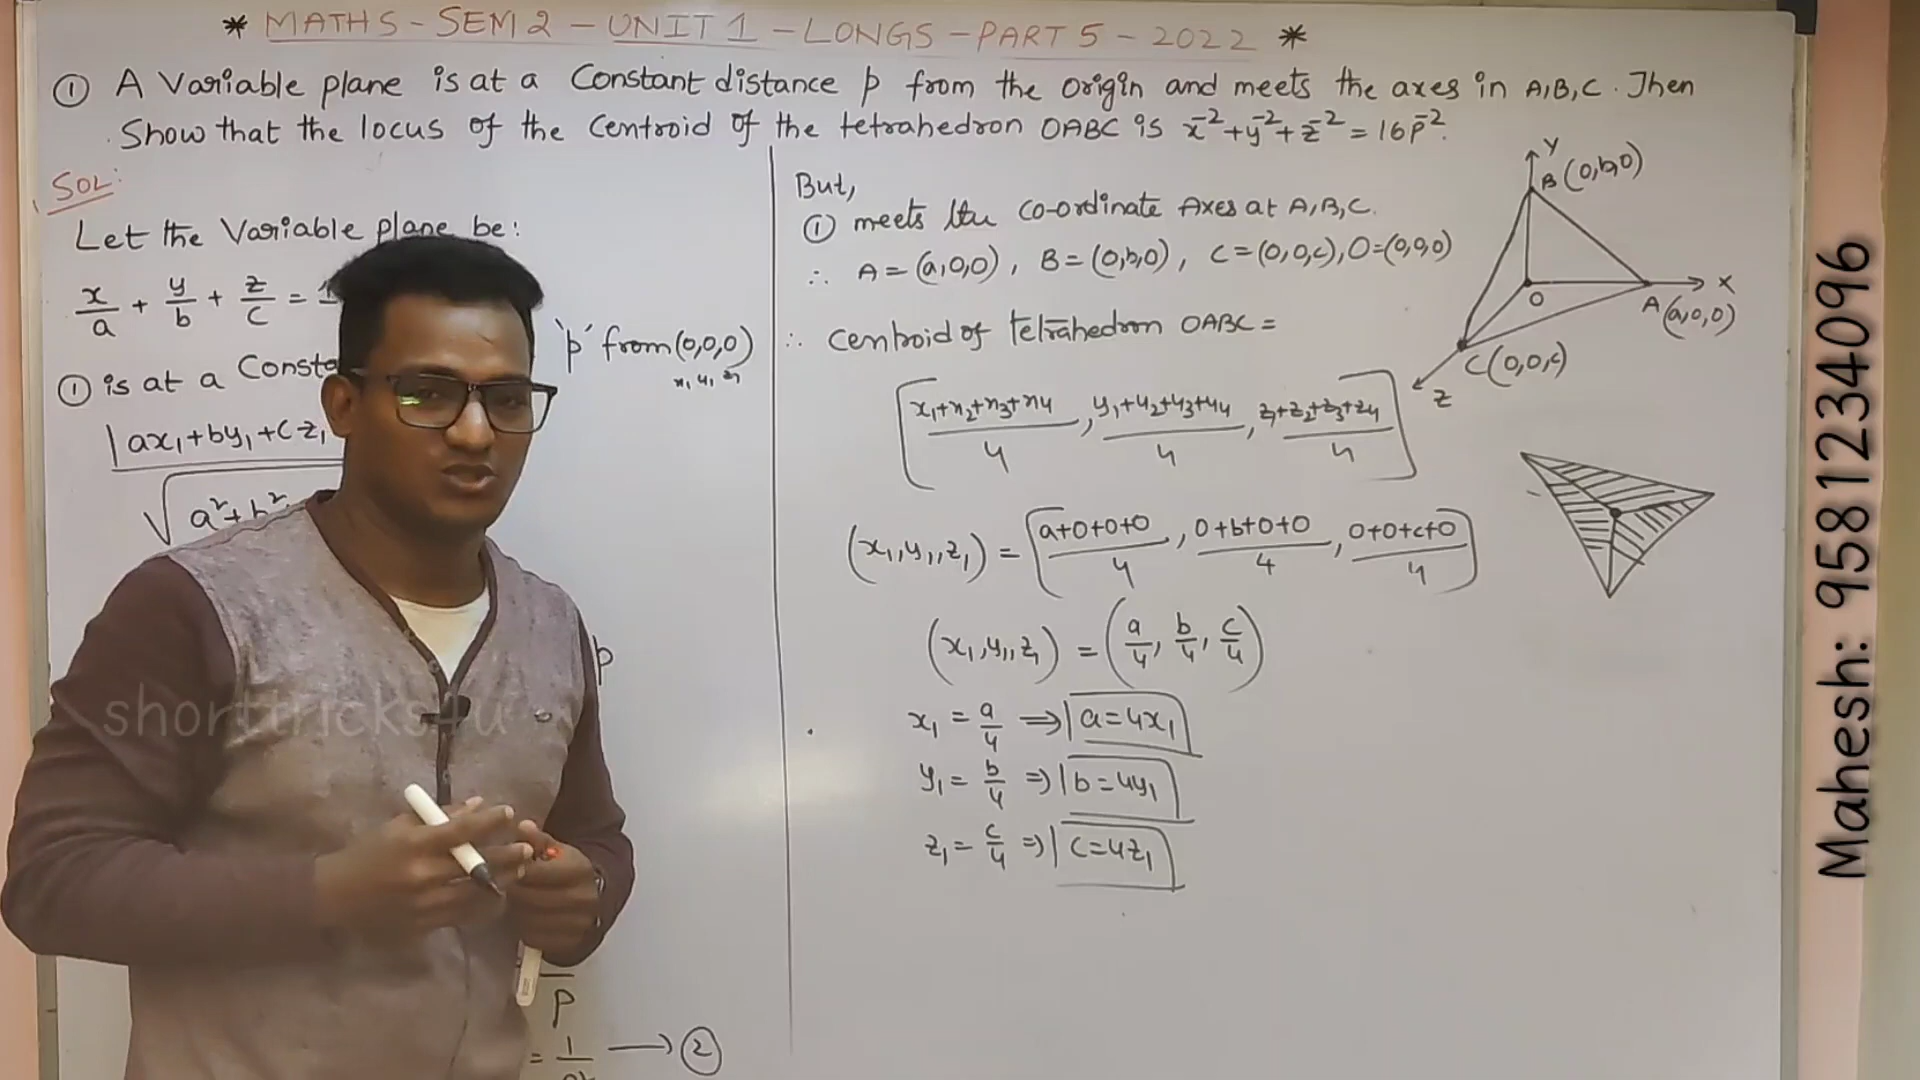 * MATHS - SEM 2 - UNIT 1 - LONGS - PART 5 - 2022 *
① A Variable plane is at a Constant distance p from the origin and meets the axes in A,B,C. Then
Show that the locus of the Centroid of the tetrahedron OABC is x⁻²+y⁻²+z⁻² = 16p⁻².
SOL:
Let the Variable plane be:
x/a + y/b + z/c = 1
① is at a Consta
'p' from (0,0,0)
x₁ y₁ z₁
|ax₁+by₁+cz₁
√a²+b²
p
P
= 1 → ②
But,
① meets the co-ordinate Axes at A,B,C.
∴ A=(a,0,0), B=(0,b,0), C=(0,0,c), O=(0,0,0)
∴ Centroid of tetrahedron OABC =
[x₁+x₂+x₃+x₄/4, y₁+y₂+y₃+y₄/4, z₁+z₂+z₃+z₄/4]
(x₁,y₁,z₁) = [a+0+0+0/4, 0+b+0+0/4, 0+0+c+0/4]
(x₁,y₁,z₁) = (a/4, b/4, c/4)
x₁ = a/4 ⇒ a=4x₁
y₁ = b/4 ⇒ b=4y₁
z₁ = c/4 ⇒ c=4z₁
Y
B(0,b,0)
O
X
A(a,0,0)
C(0,0,c)
Z
shorttricks4u
Mahesh: 9581234096